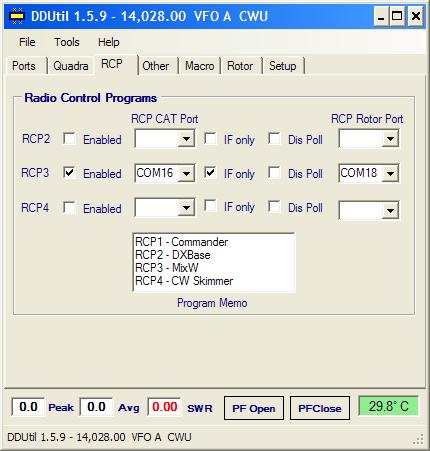 DDUtil 1.5.9 - 14,028.00 VFO A CWU
File Tools Help
Ports Quadra RCP Other Macro Rotor Setup
Radio Control Programs
RCP CAT Port RCP Rotor Port
RCP2 Enabled IF only Dis Poll
RCP3 Enabled COM16 IF only Dis Poll COM18
RCP4 Enabled IF only Dis Poll
RCP1 - Commander
RCP2 - DXBase
RCP3 - MixW
RCP4 - CW Skimmer
Program Memo
0.0 Peak 0.0 Avg 0.00 SWR PF Open PFClose 29.8° C
DDUtil 1.5.9 - 14,028.00 VFO A CWU